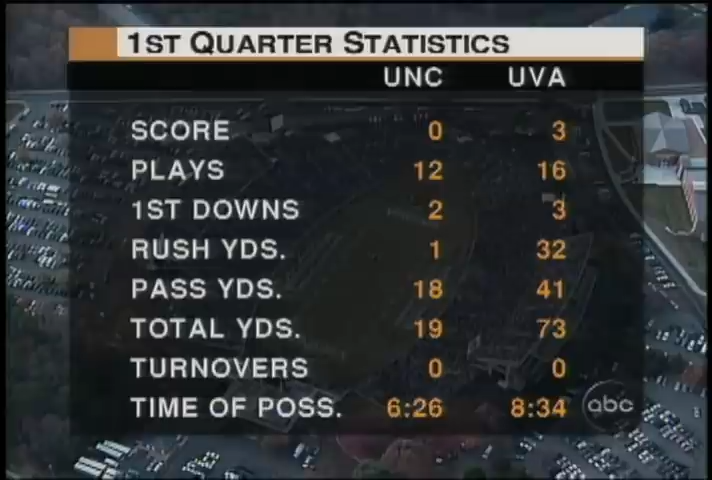 1ST QUARTER STATISTICS
UNC UVA
SCORE 0 3
PLAYS 12 16
1ST DOWNS 2 3
RUSH YDS. 1 32
PASS YDS. 18 41
TOTAL YDS. 19 73
TURNOVERS 0 0
TIME OF POSS. 6:26 8:34
abc